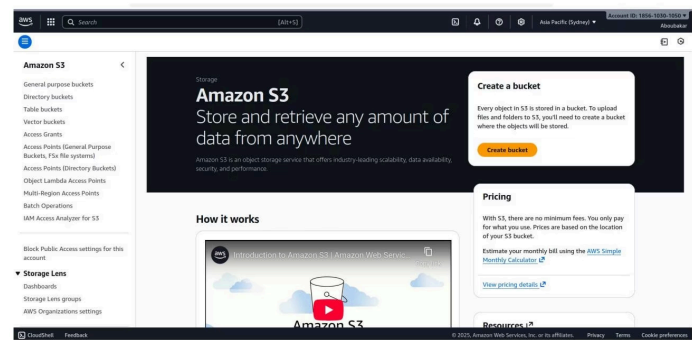 aws
Search
[Alt+S]
Asia Pacific (Sydney)
Account ID: 1856-1030-1050
Aboubakar
Amazon S3
General purpose buckets
Directory buckets
Table buckets
Vector buckets
Access Grants
Access Points (General Purpose
Buckets, FSx file systems)
Access Points (Directory Buckets)
Object Lambda Access Points
Multi-Region Access Points
Batch Operations
IAM Access Analyzer for S3
Block Public Access settings for this
account
Storage Lens
Dashboards
Storage Lens groups
AWS Organizations settings
Storage
Amazon S3
Store and retrieve any amount of
data from anywhere
Amazon S3 is an object storage service that offers industry-leading scalability, data availability,
security, and performance.
How it works
aws
Introduction to Amazon S3 | Amazon Web Servic...
Amazon S3
Create a bucket
Every object in S3 is stored in a bucket. To upload
files and folders to S3, you'll need to create a bucket
where the objects will be stored.
Create bucket
Pricing
With S3, there are no minimum fees. You only pay
for what you use. Prices are based on the location
of your S3 bucket.
Estimate your monthly bill using the AWS Simple
Monthly Calculator
View pricing details
Resources
CloudShell
Feedback
© 2025, Amazon Web Services, Inc. or its affiliates.
Privacy
Terms
Cookie preferences